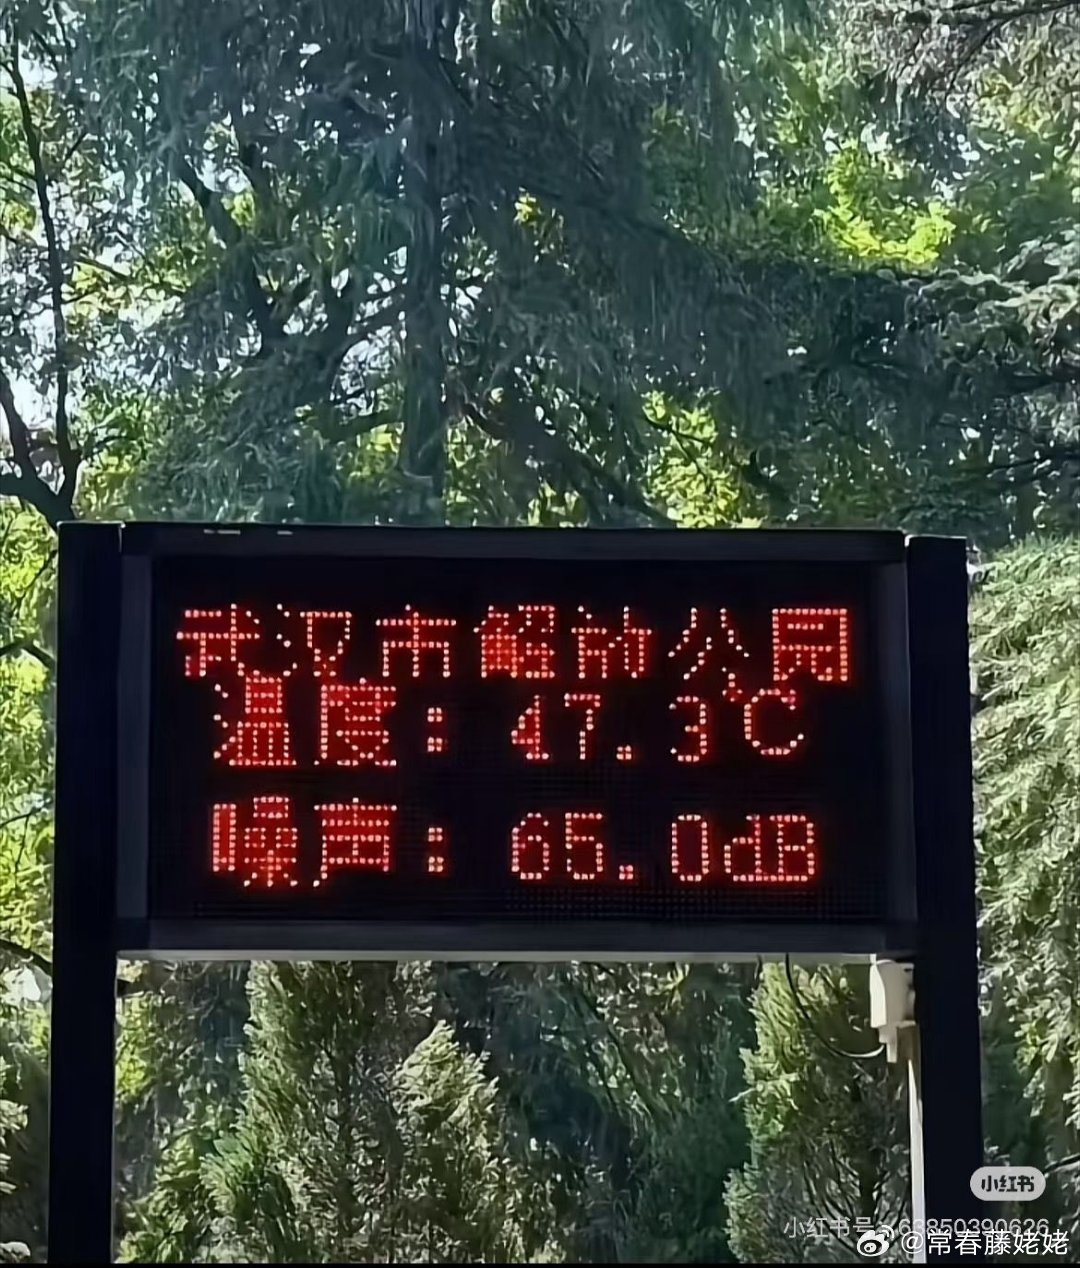 武汉市解放公园
温度：47.3℃
噪声：65.0dB
小红书
小红书号：63850390626
@常春藤姥姥